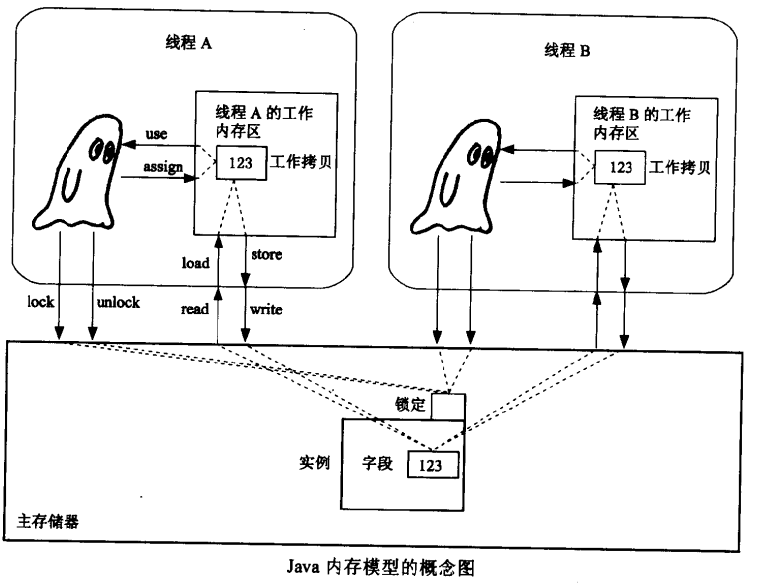 线程 A
线程 B
线程 A 的工作
内存区
线程 B 的工作
内存区
use
123
工作拷贝
123
工作拷贝
assign
load
store
lock
unlock
read
write
锁定
实例
字段
123
主存储器
Java 内存模型的概念图